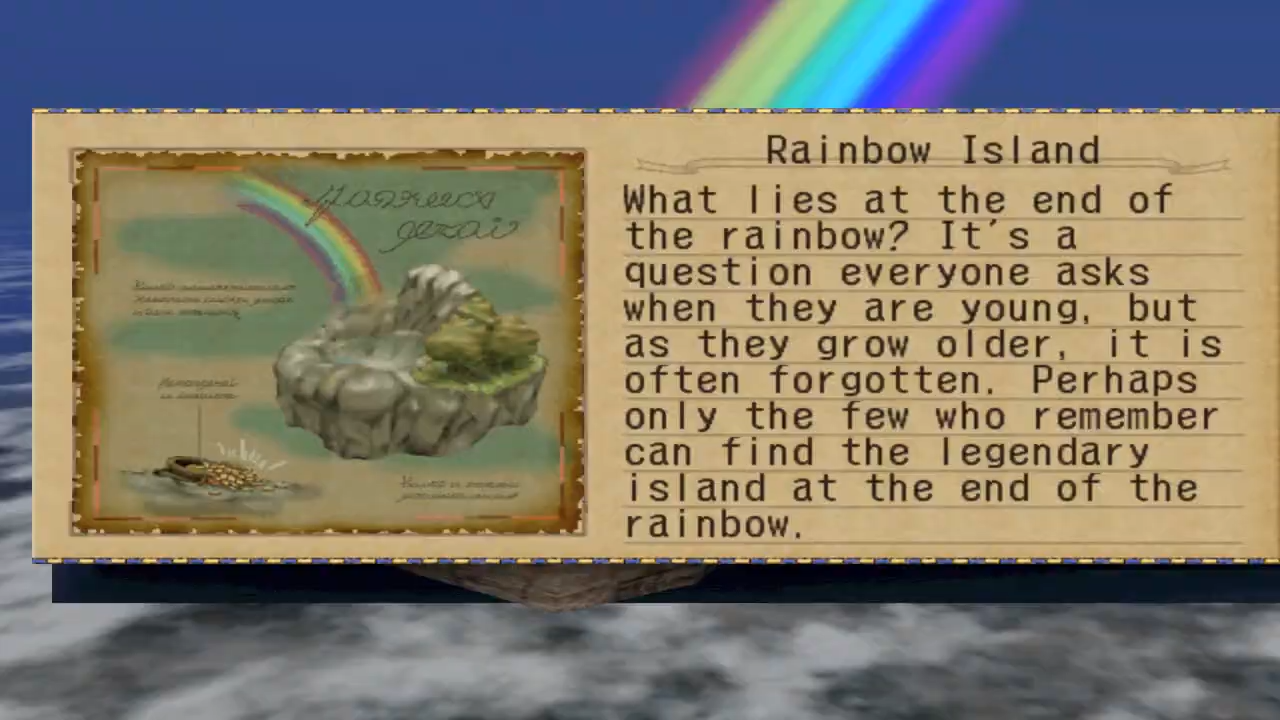 Rainbow Island
What lies at the end of
the rainbow? It's a
question everyone asks
when they are young, but
as they grow older, it is
often forgotten. Perhaps
only the few who remember
can find the legendary
island at the end of the
rainbow.